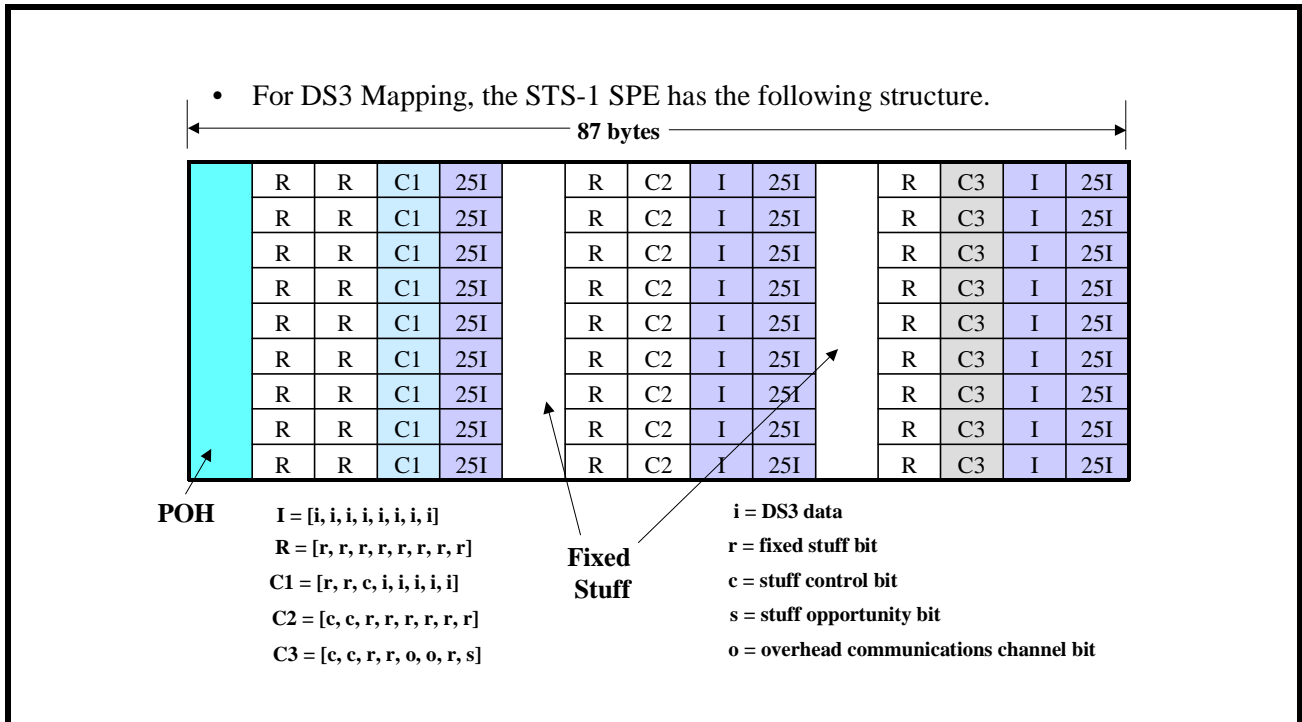 • For DS3 Mapping, the STS-1 SPE has the following structure.
87 bytes
R R C1 25I R C2 I 25I R C3 I 25I
R R C1 25I R C2 I 25I R C3 I 25I
R R C1 25I R C2 I 25I R C3 I 25I
R R C1 25I R C2 I 25I R C3 I 25I
R R C1 25I R C2 I 25I R C3 I 25I
R R C1 25I R C2 I 25I R C3 I 25I
R R C1 25I R C2 I 25I R C3 I 25I
R R C1 25I R C2 I 25I R C3 I 25I
R R C1 25I R C2 I 25I R C3 I 25I
POH
I = [i, i, i, i, i, i, i, i]
R = [r, r, r, r, r, r, r, r]
C1 = [r, r, c, i, i, i, i, i]
C2 = [c, c, r, r, r, r, r, r]
C3 = [c, c, r, r, o, o, r, s]
Fixed
Stuff
i = DS3 data
r = fixed stuff bit
c = stuff control bit
s = stuff opportunity bit
o = overhead communications channel bit